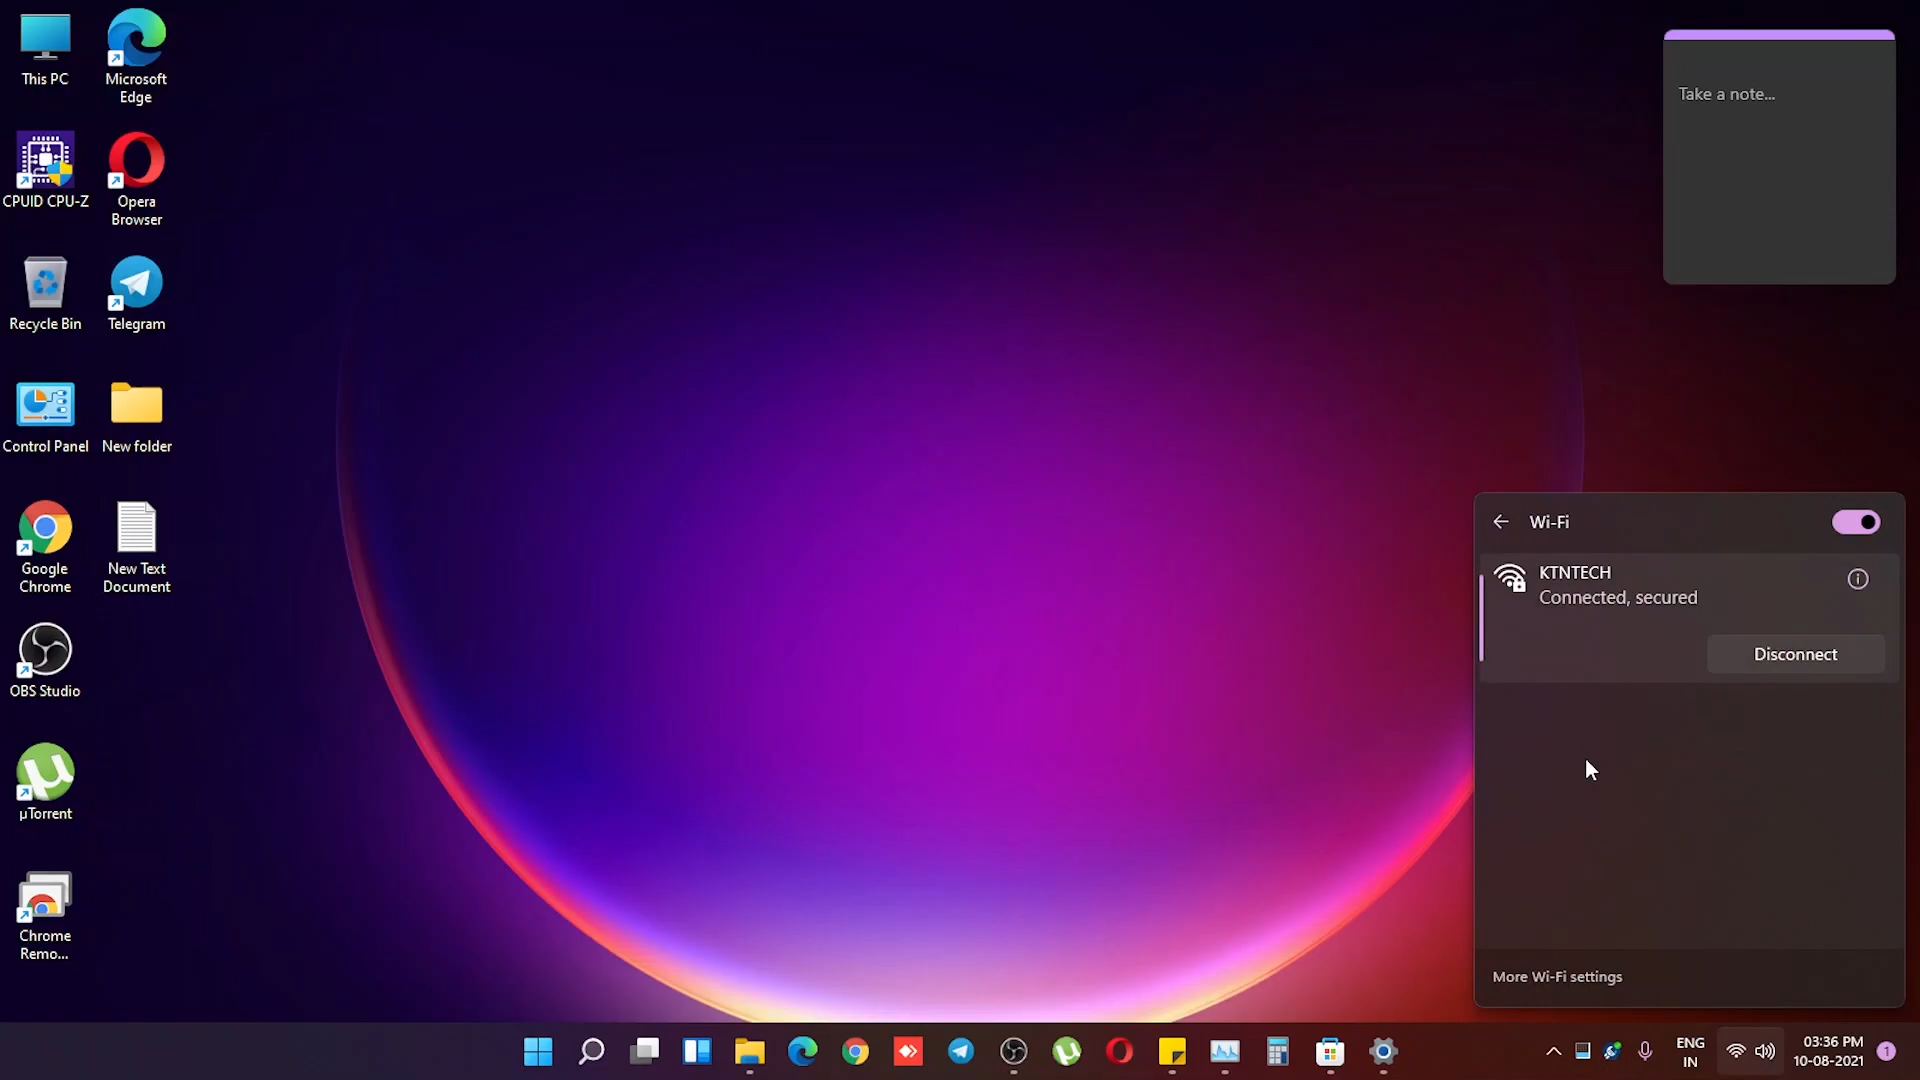 This PC
Microsoft
Edge
CPUID CPU-Z
Opera
Browser
Recycle Bin
Telegram
Control Panel
New folder
Google
Chrome
New Text
Document
OBS Studio
µTorrent
Chrome
Remo...
Take a note...
Wi-Fi
KTNTECH
Connected, secured
Disconnect
More Wi-Fi settings
ENG
IN
03:36 PM
10-08-2021
1